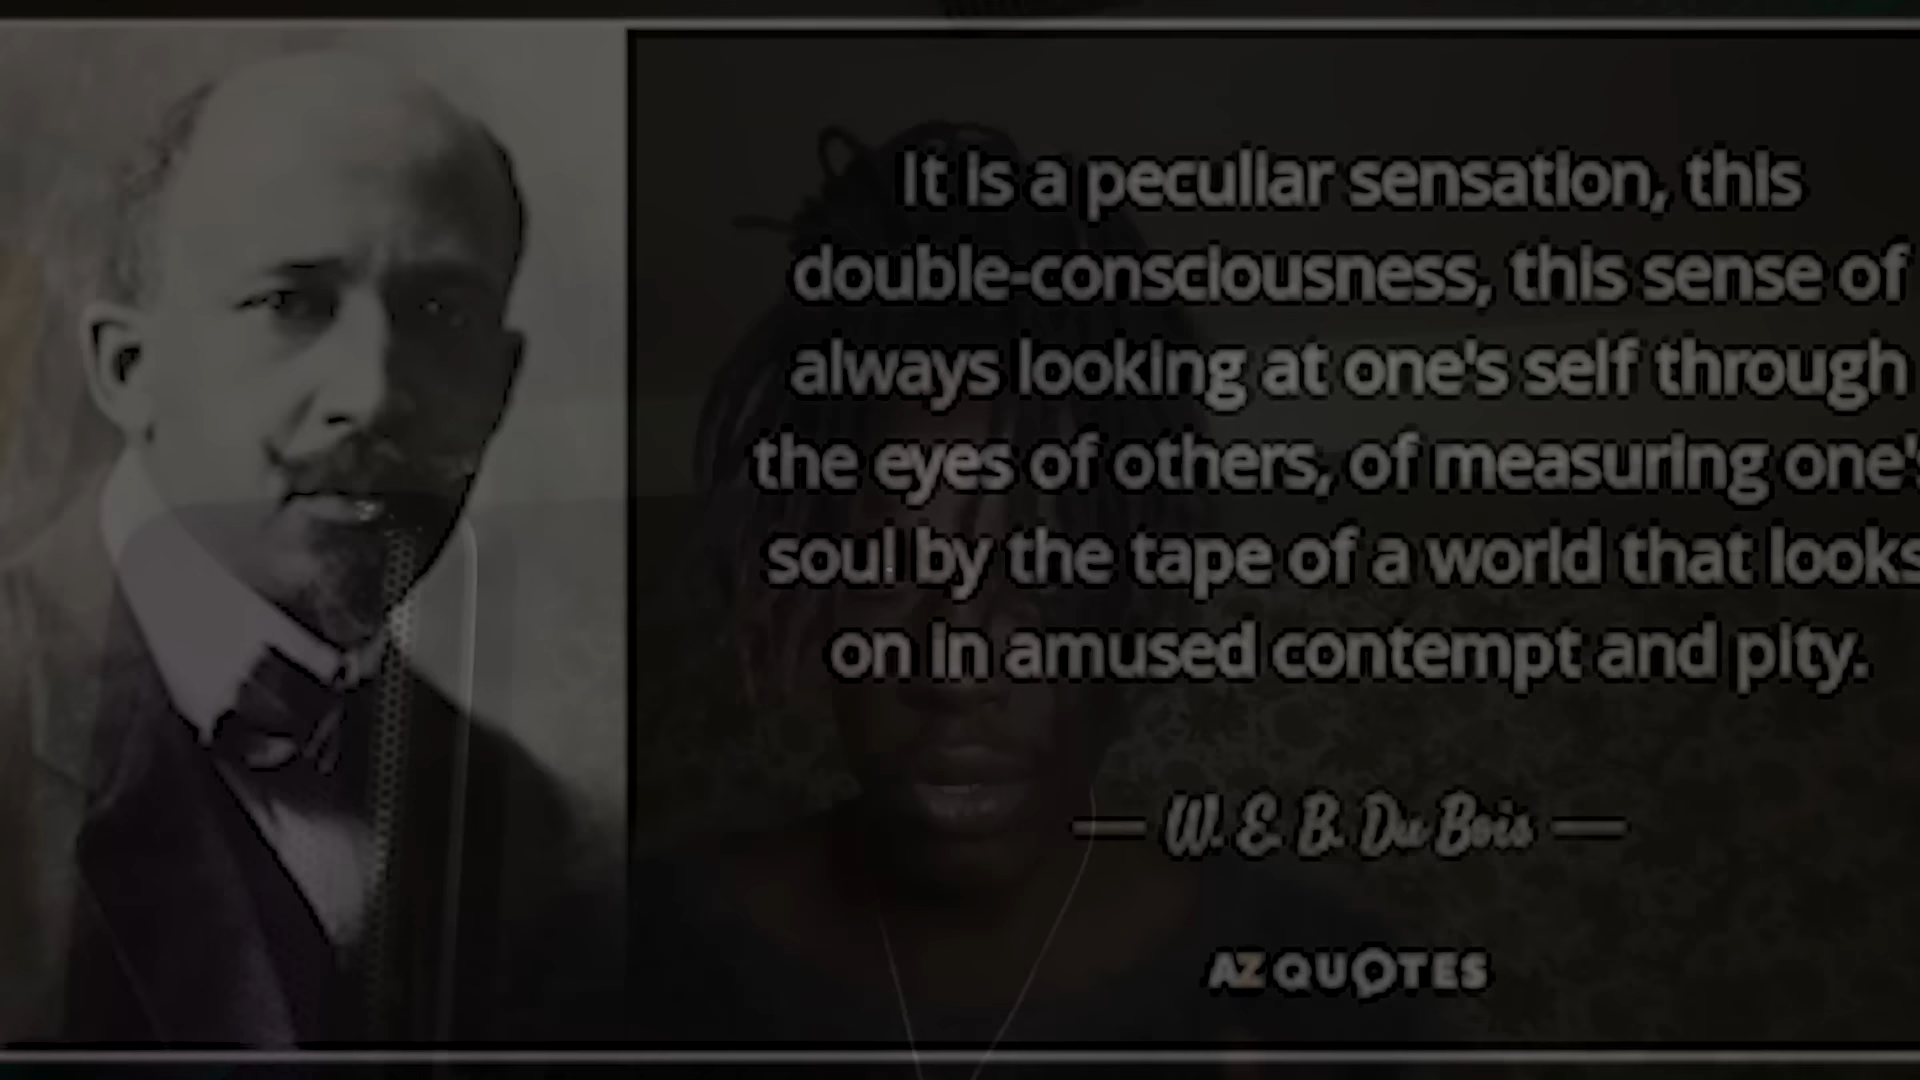 It is a peculiar sensation, this
double-consciousness, this sense of
always looking at one's self through
the eyes of others, of measuring one's
soul by the tape of a world that looks
on in amused contempt and pity.
— W. E. B. Du Bois —
AZ QUOTES